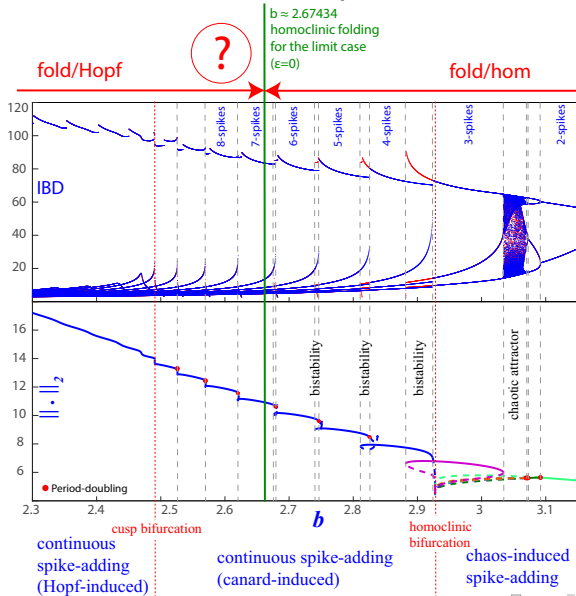 b ≈ 2.67434
homoclinic folding
for the limit case
(ε=0)
?
fold/Hopf
fold/hom
120
100
80
60
40
20
IBD
8-spikes
7-spikes
6-spikes
5-spikes
4-spikes
3-spikes
2-spikes
16
14
12
10
8
6
||•||₂
bistability
bistability
bistability
chaotic attractor
Period-doubling
2.3
2.4
2.5
2.6
2.7
2.8
2.9
3
3.1
b
cusp bifurcation
homoclinic
bifurcation
continuous
spike-adding
(Hopf-induced)
continuous spike-adding
(canard-induced)
chaos-induced
spike-adding